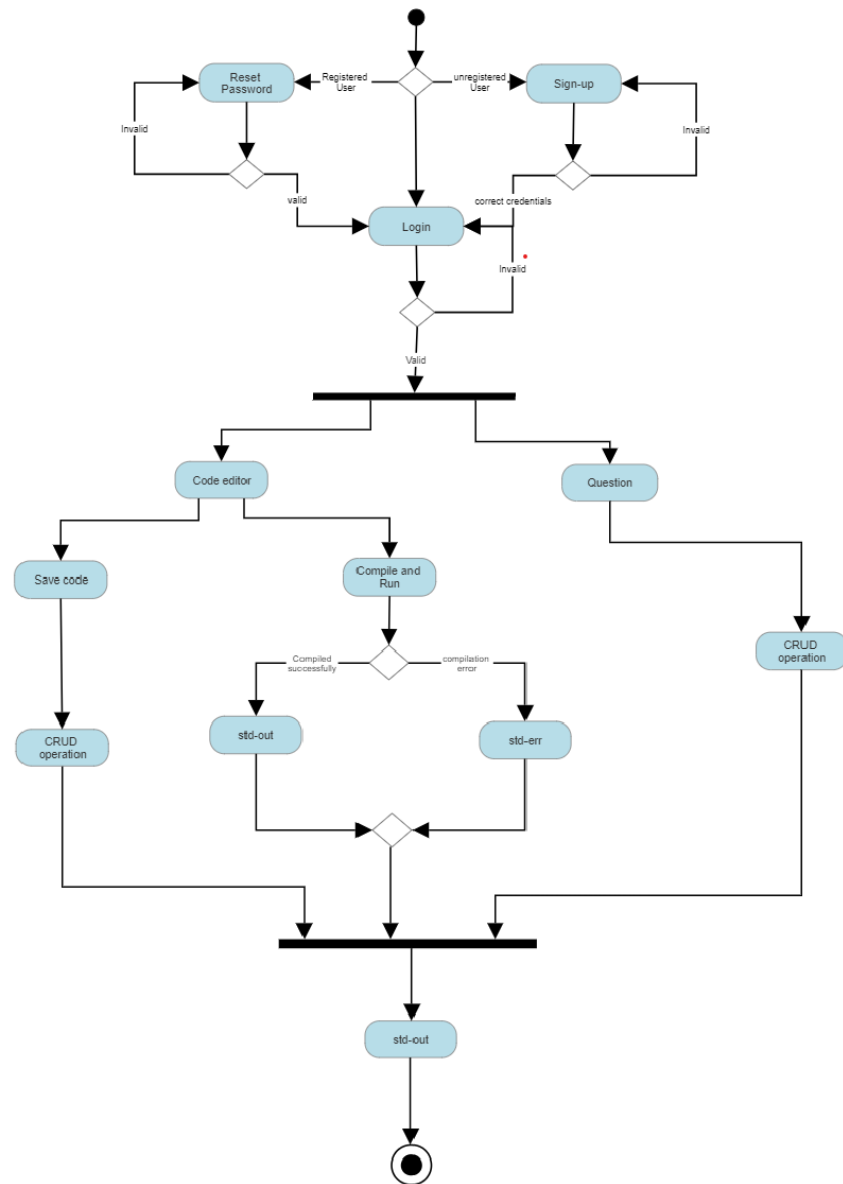 Reset
Password
Registered
User
unregistered
User
Sign-up
Invalid
Invalid
valid
correct credentials
Login
Invalid
Valid
Code editor
Question
Save code
Compile and
Run
Compiled
successfully
compilation
error
CRUD
operation
std-out
std-err
CRUD
operation
std-out